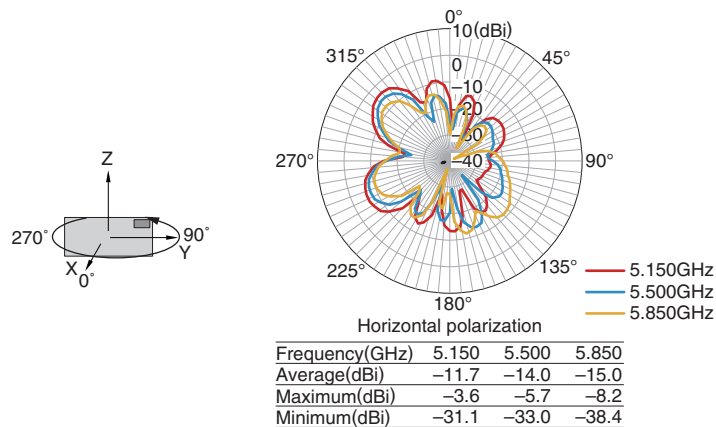 0°
10(dBi)
315°
45°
0
−10
−20
−30
270°
−40
90°
Z
270°
90°
Y
X
0°
225°
135°
180°
5.150GHz
5.500GHz
5.850GHz
Horizontal polarization
Frequency(GHz) 5.150 5.500 5.850
Average(dBi) −11.7 −14.0 −15.0
Maximum(dBi) −3.6 −5.7 −8.2
Minimum(dBi) −31.1 −33.0 −38.4